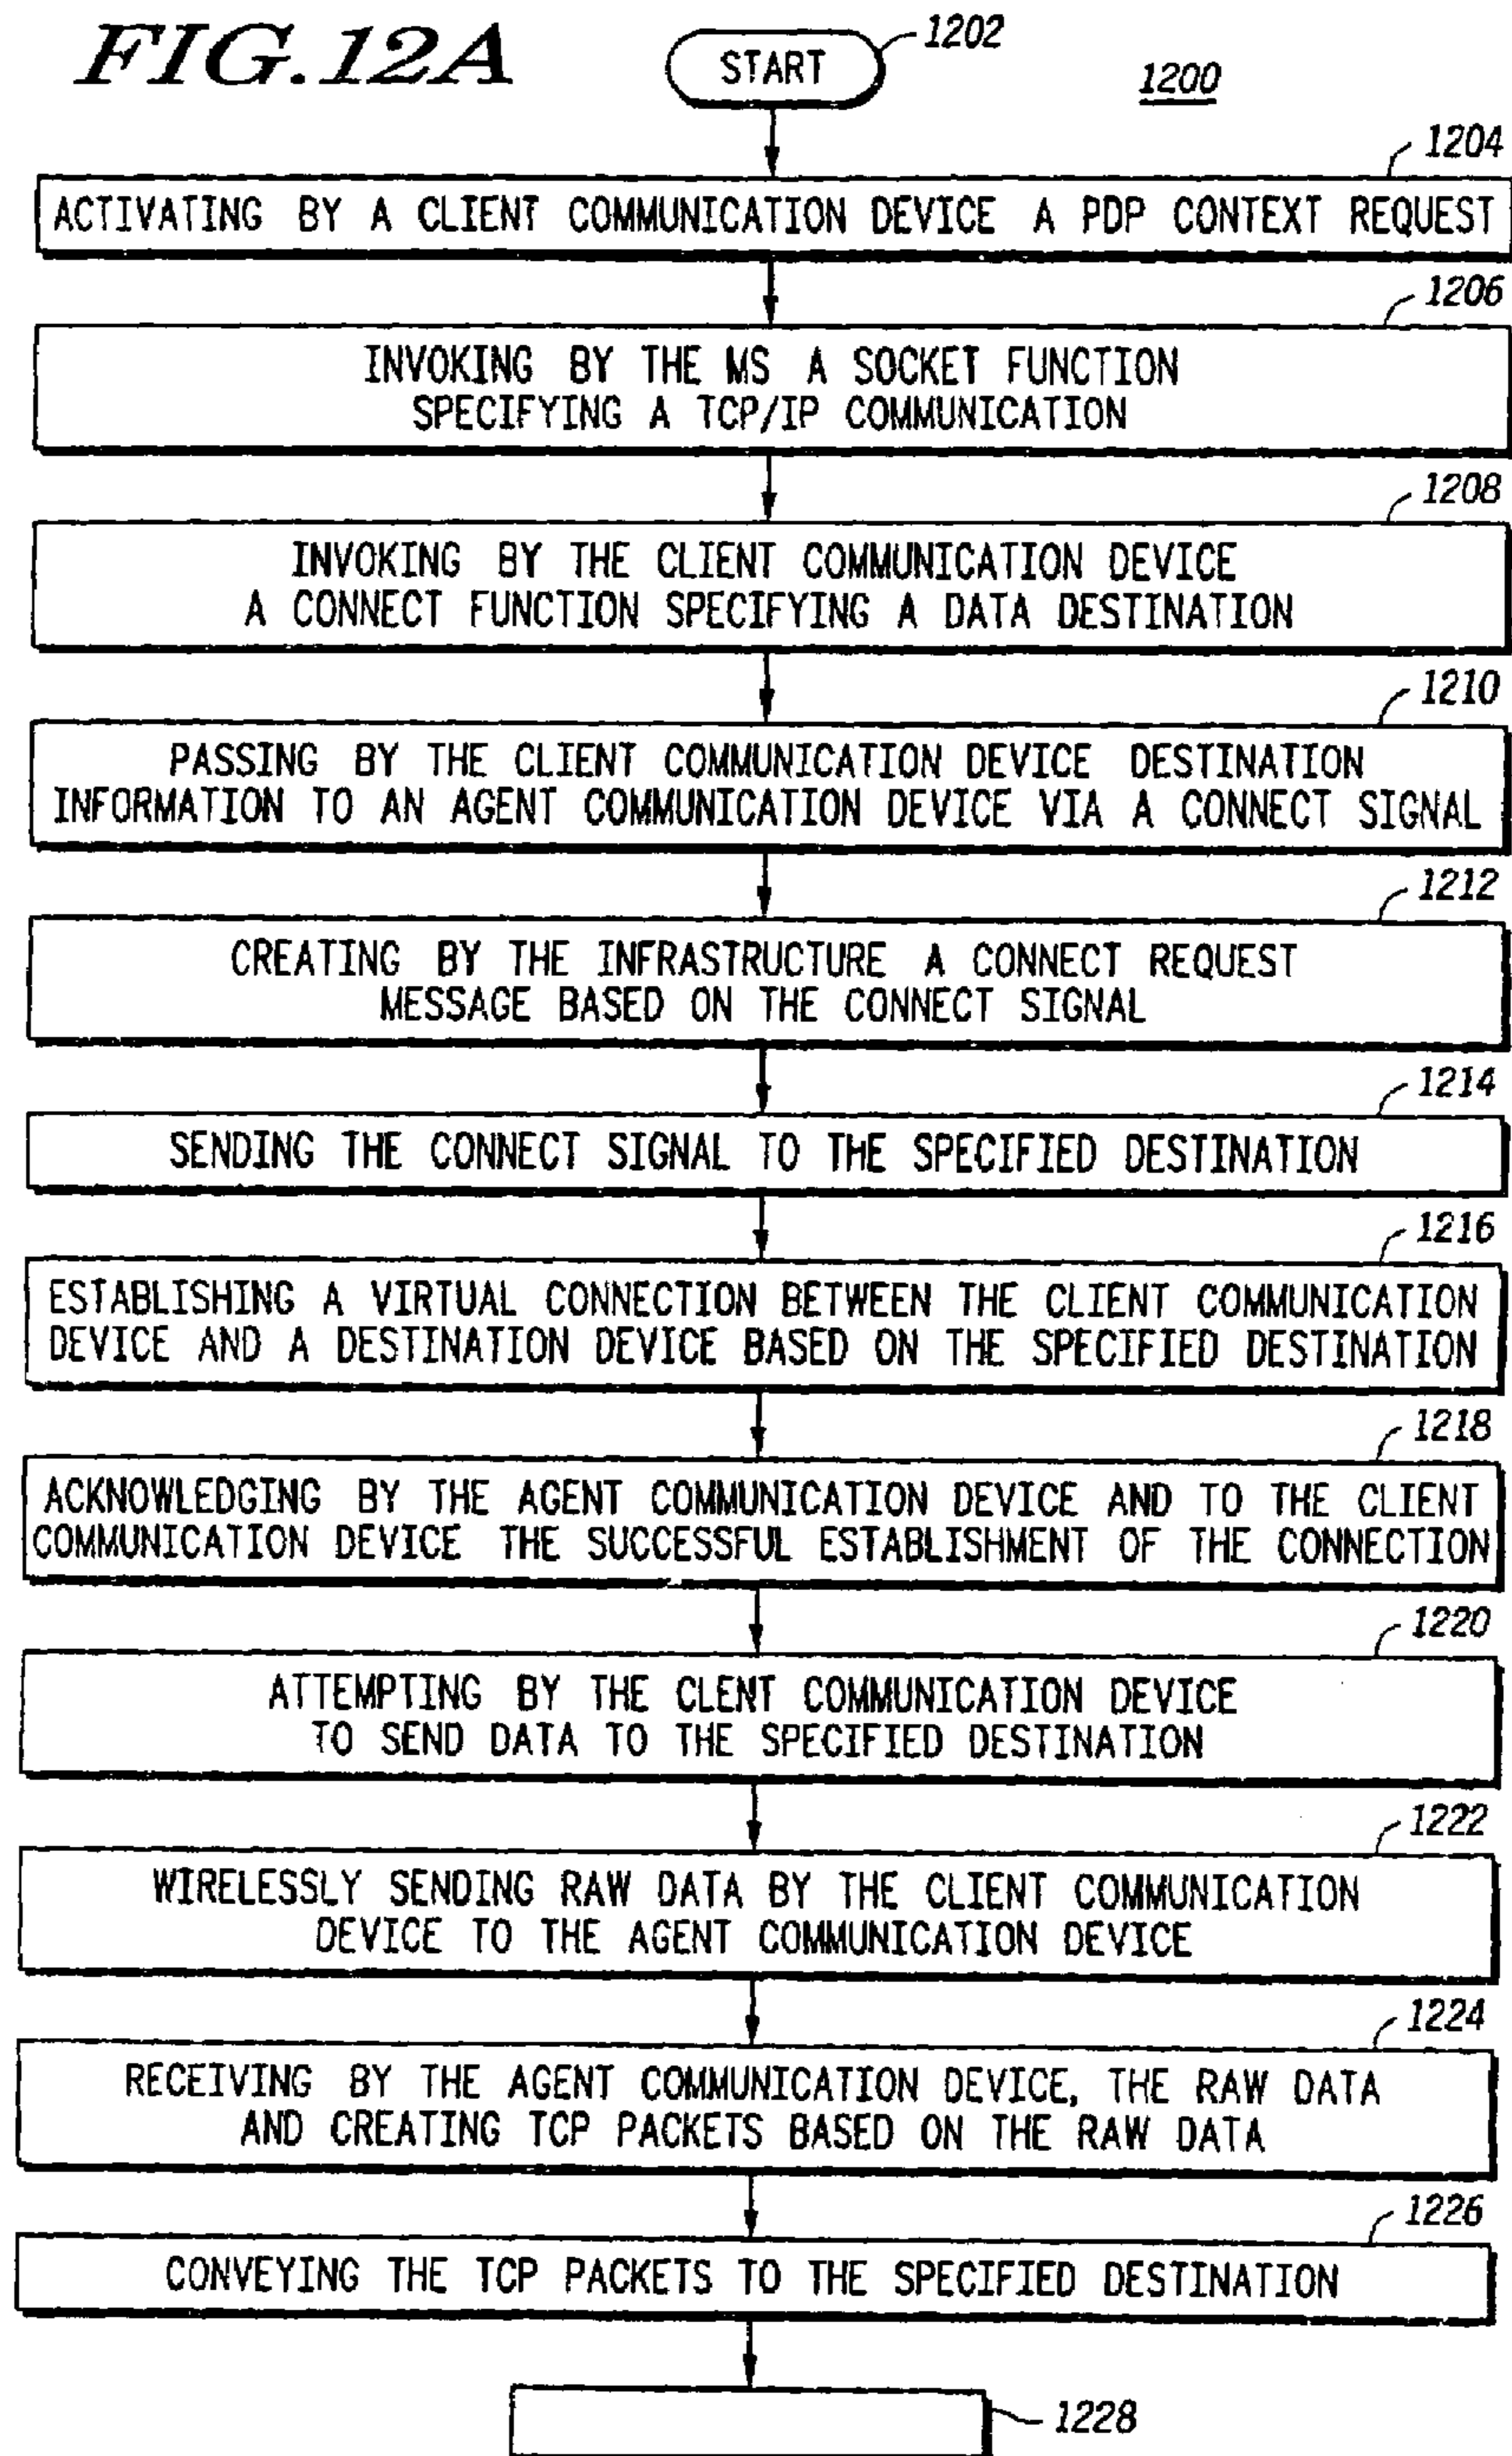 FIG.12A
START
1202
1200
1204
ACTIVATING BY A CLIENT COMMUNICATION DEVICE A PDP CONTEXT REQUEST
1206
INVOKING BY THE MS A SOCKET FUNCTION
SPECIFYING A TCP/IP COMMUNICATION
1208
INVOKING BY THE CLIENT COMMUNICATION DEVICE
A CONNECT FUNCTION SPECIFYING A DATA DESTINATION
1210
PASSING BY THE CLIENT COMMUNICATION DEVICE DESTINATION
INFORMATION TO AN AGENT COMMUNICATION DEVICE VIA A CONNECT SIGNAL
1212
CREATING BY THE INFRASTRUCTURE A CONNECT REQUEST
MESSAGE BASED ON THE CONNECT SIGNAL
1214
SENDING THE CONNECT SIGNAL TO THE SPECIFIED DESTINATION
1216
ESTABLISHING A VIRTUAL CONNECTION BETWEEN THE CLIENT COMMUNICATION
DEVICE AND A DESTINATION DEVICE BASED ON THE SPECIFIED DESTINATION
1218
ACKNOWLEDGING BY THE AGENT COMMUNICATION DEVICE AND TO THE CLIENT
COMMUNICATION DEVICE THE SUCCESSFUL ESTABLISHMENT OF THE CONNECTION
1220
ATTEMPTING BY THE CLENT COMMUNICATION DEVICE
TO SEND DATA TO THE SPECIFIED DESTINATION
1222
WIRELESSLY SENDING RAW DATA BY THE CLIENT COMMUNICATION
DEVICE TO THE AGENT COMMUNICATION DEVICE
1224
RECEIVING BY THE AGENT COMMUNICATION DEVICE, THE RAW DATA
AND CREATING TCP PACKETS BASED ON THE RAW DATA
1226
CONVEYING THE TCP PACKETS TO THE SPECIFIED DESTINATION
1228